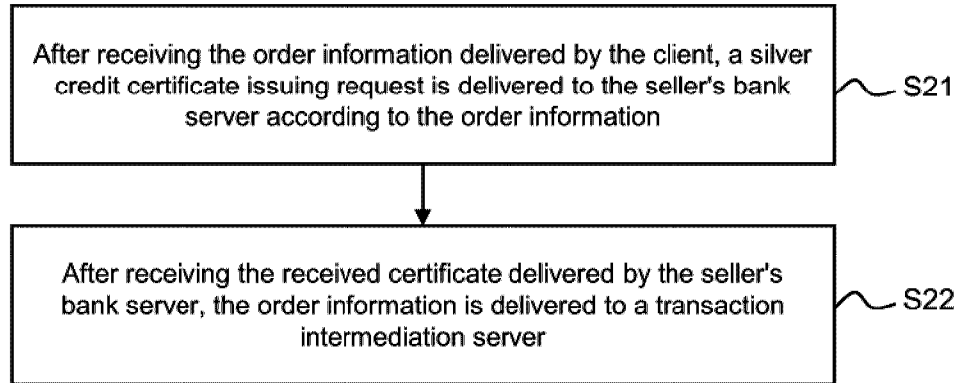 After receiving the order information delivered by the client, a silver
credit certificate issuing request is delivered to the seller's bank
server according to the order information
S21
After receiving the received certificate delivered by the seller's
bank server, the order information is delivered to a transaction
intermediation server
S22